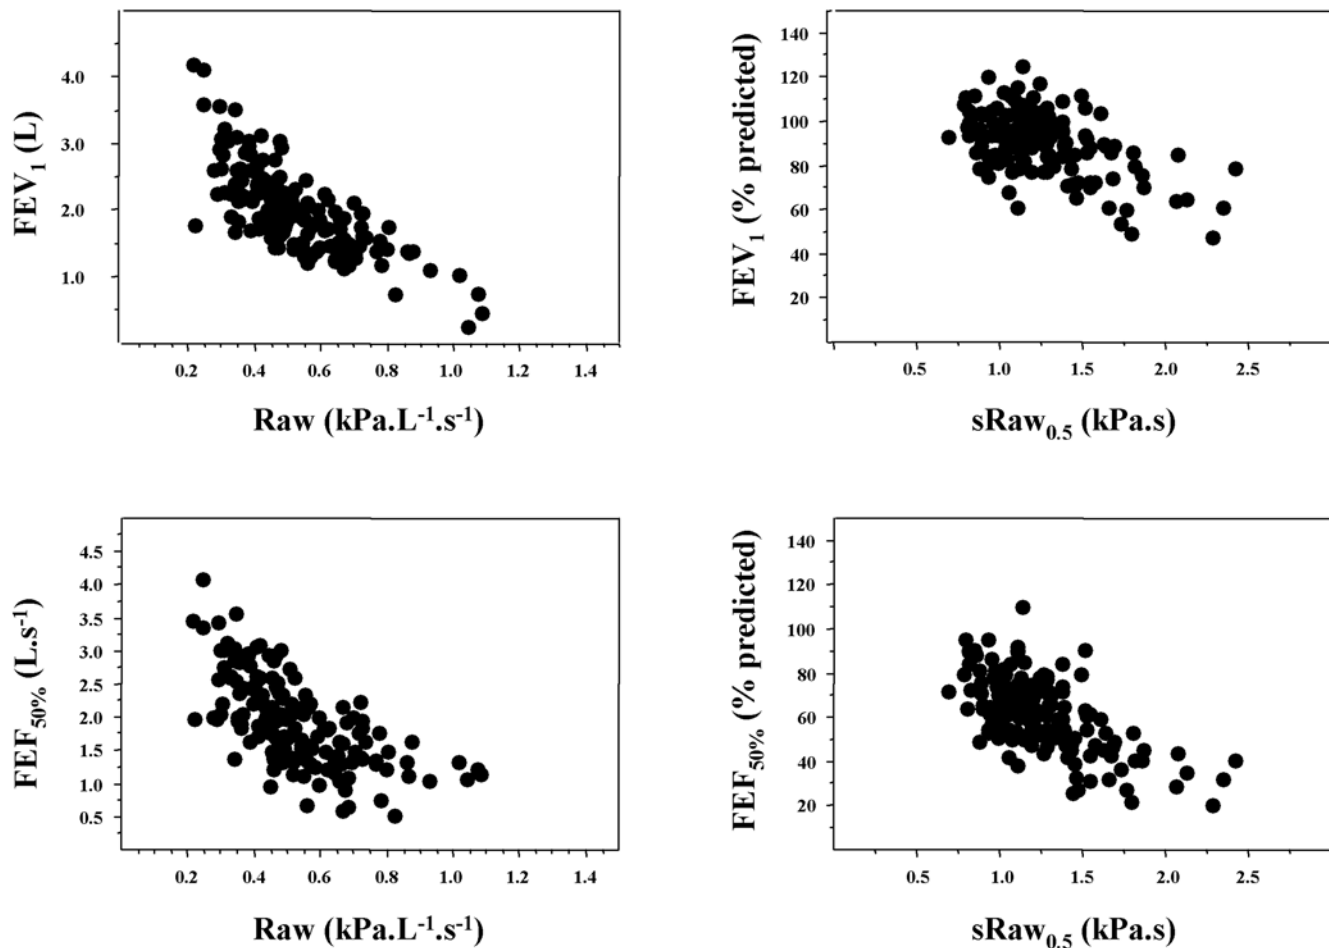 FEV₁ (L)
4.0
3.0
2.0
1.0
0.2 0.4 0.6 0.8 1.0 1.2 1.4
Raw (kPa.L⁻¹.s⁻¹)
FEV₁ (% predicted)
140
120
100
80
60
40
20
0.5 1.0 1.5 2.0 2.5
sRaw₀.₅ (kPa.s)
FEF₅₀% (L.s⁻¹)
4.5
4.0
3.5
3.0
2.5
2.0
1.5
1.0
0.5
0.2 0.4 0.6 0.8 1.0 1.2 1.4
Raw (kPa.L⁻¹.s⁻¹)
FEF₅₀% (% predicted)
140
120
100
80
60
40
20
0.5 1.0 1.5 2.0 2.5
sRaw₀.₅ (kPa.s)